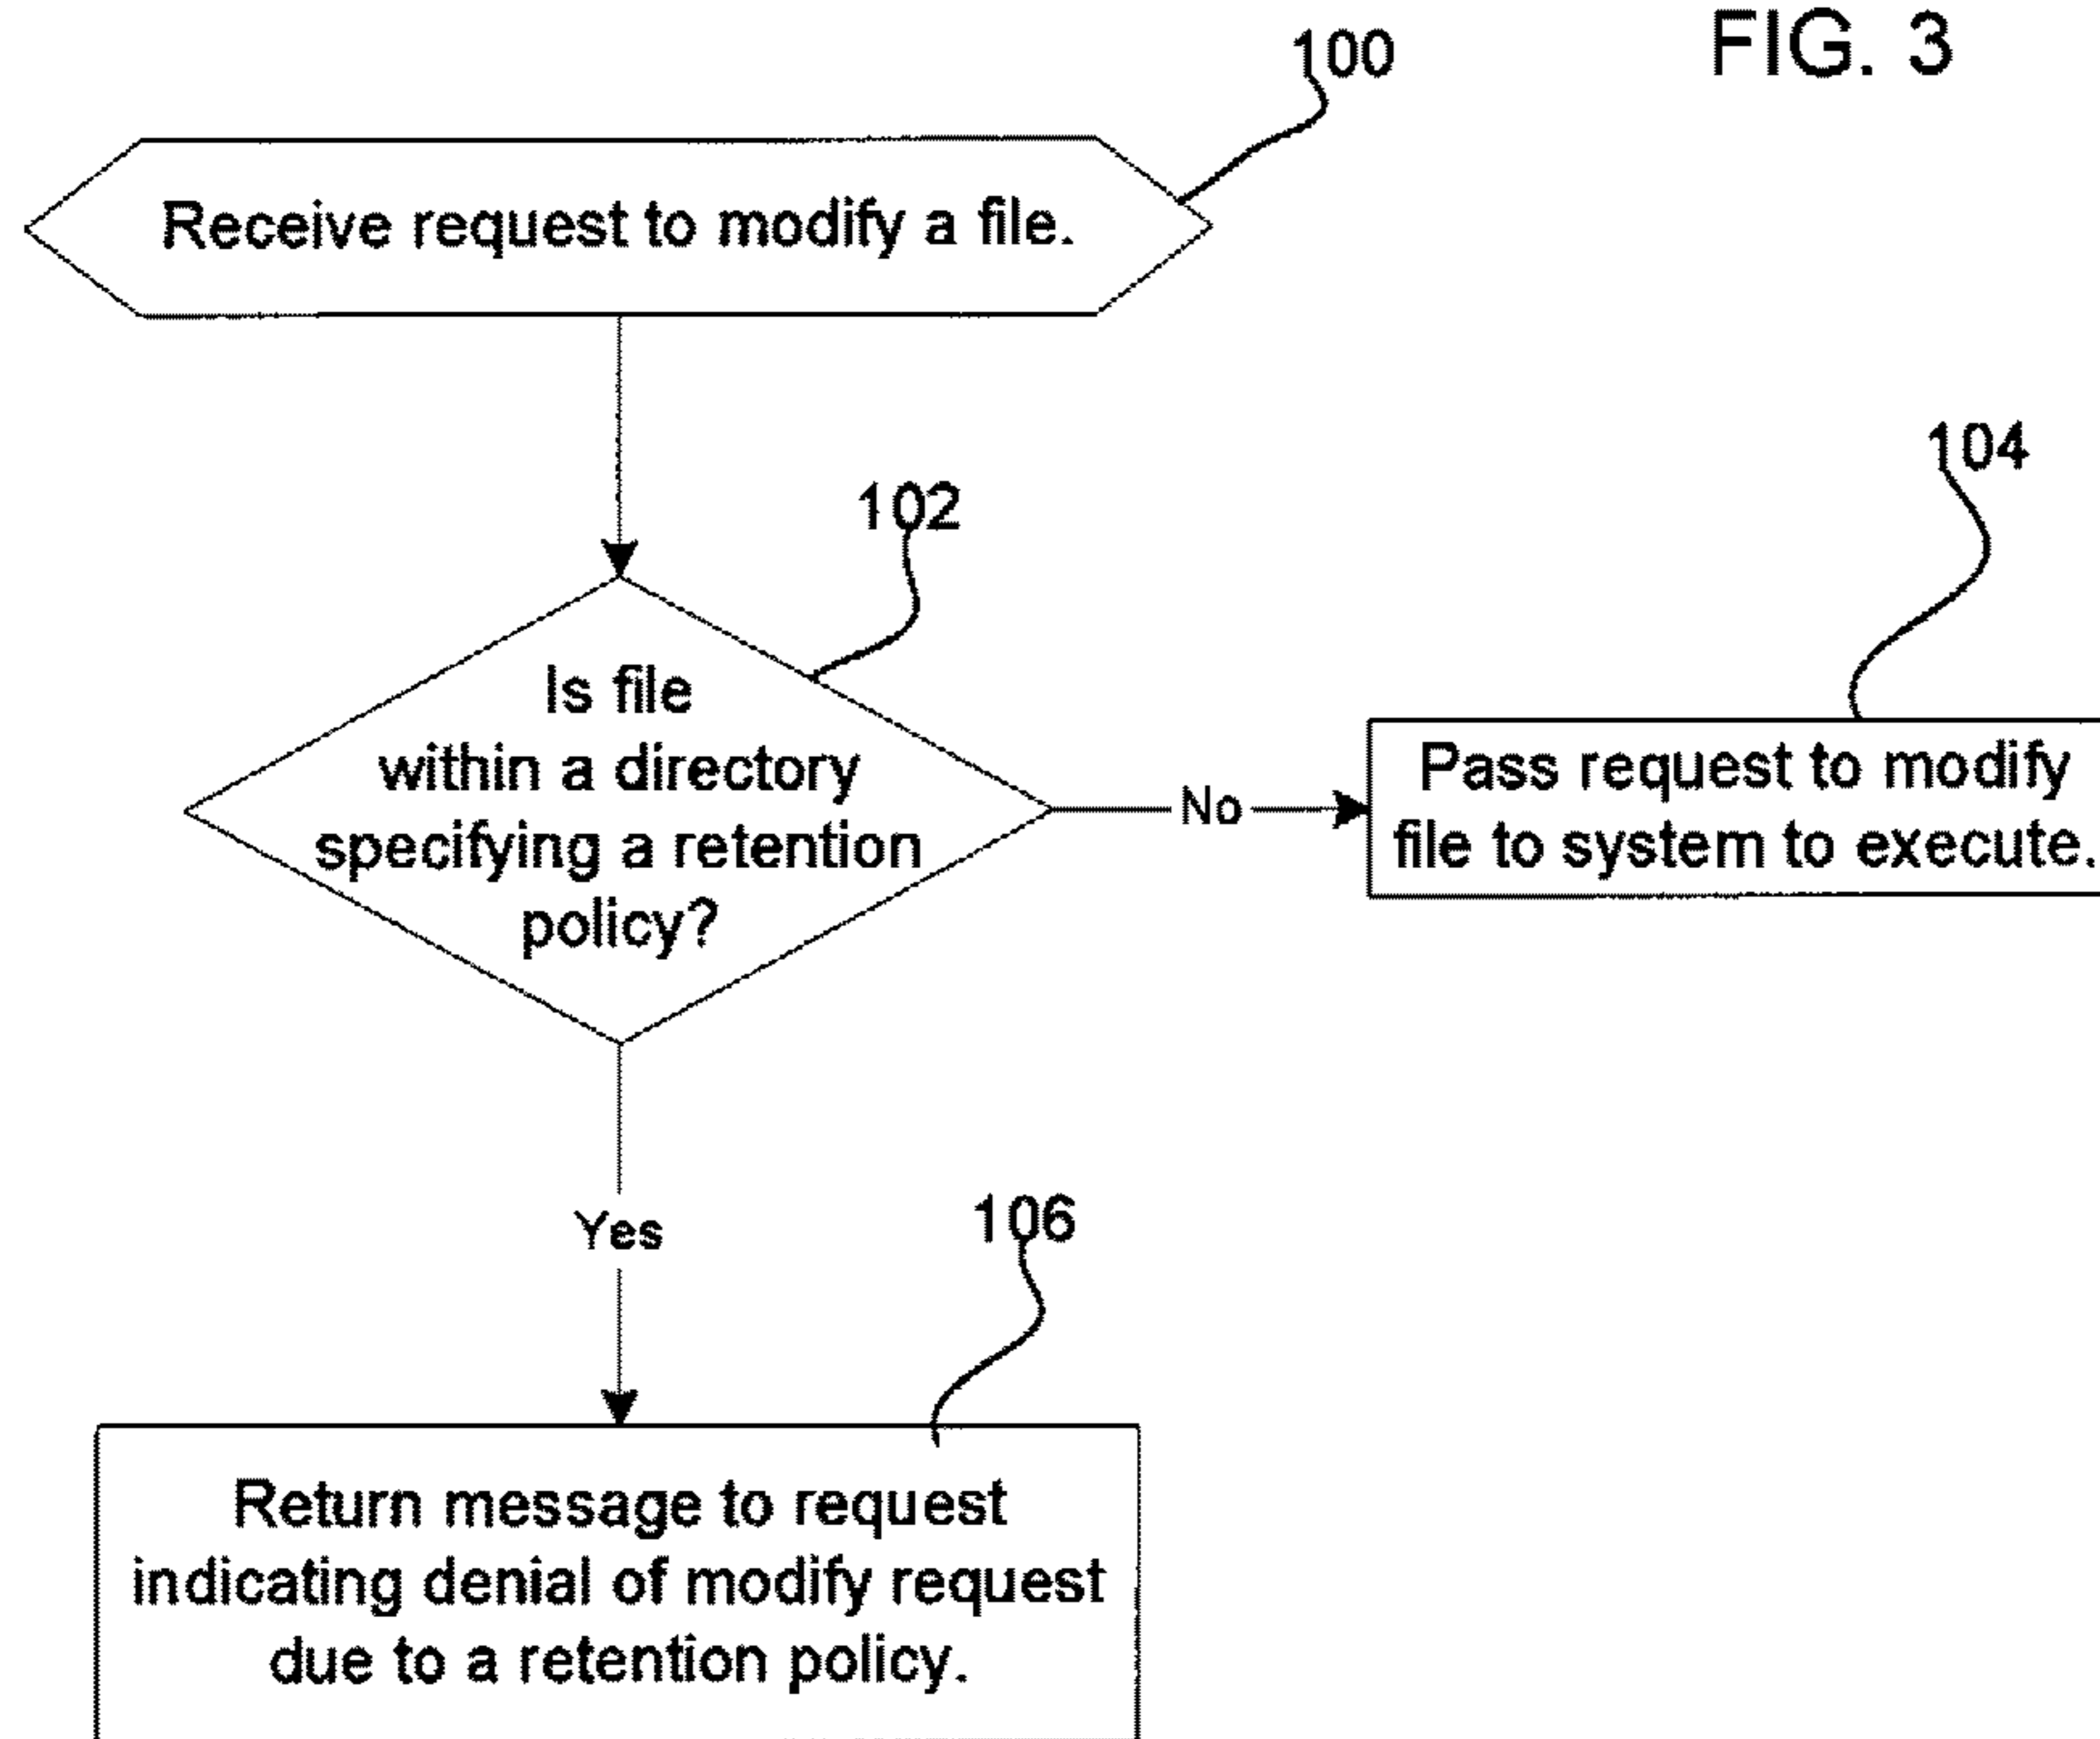 FIG. 3
100
Receive request to modify a file.
102
Is file
within a directory
specifying a retention
policy?
No
104
Pass request to modify
file to system to execute.
Yes
106
Return message to request
indicating denial of modify request
due to a retention policy.